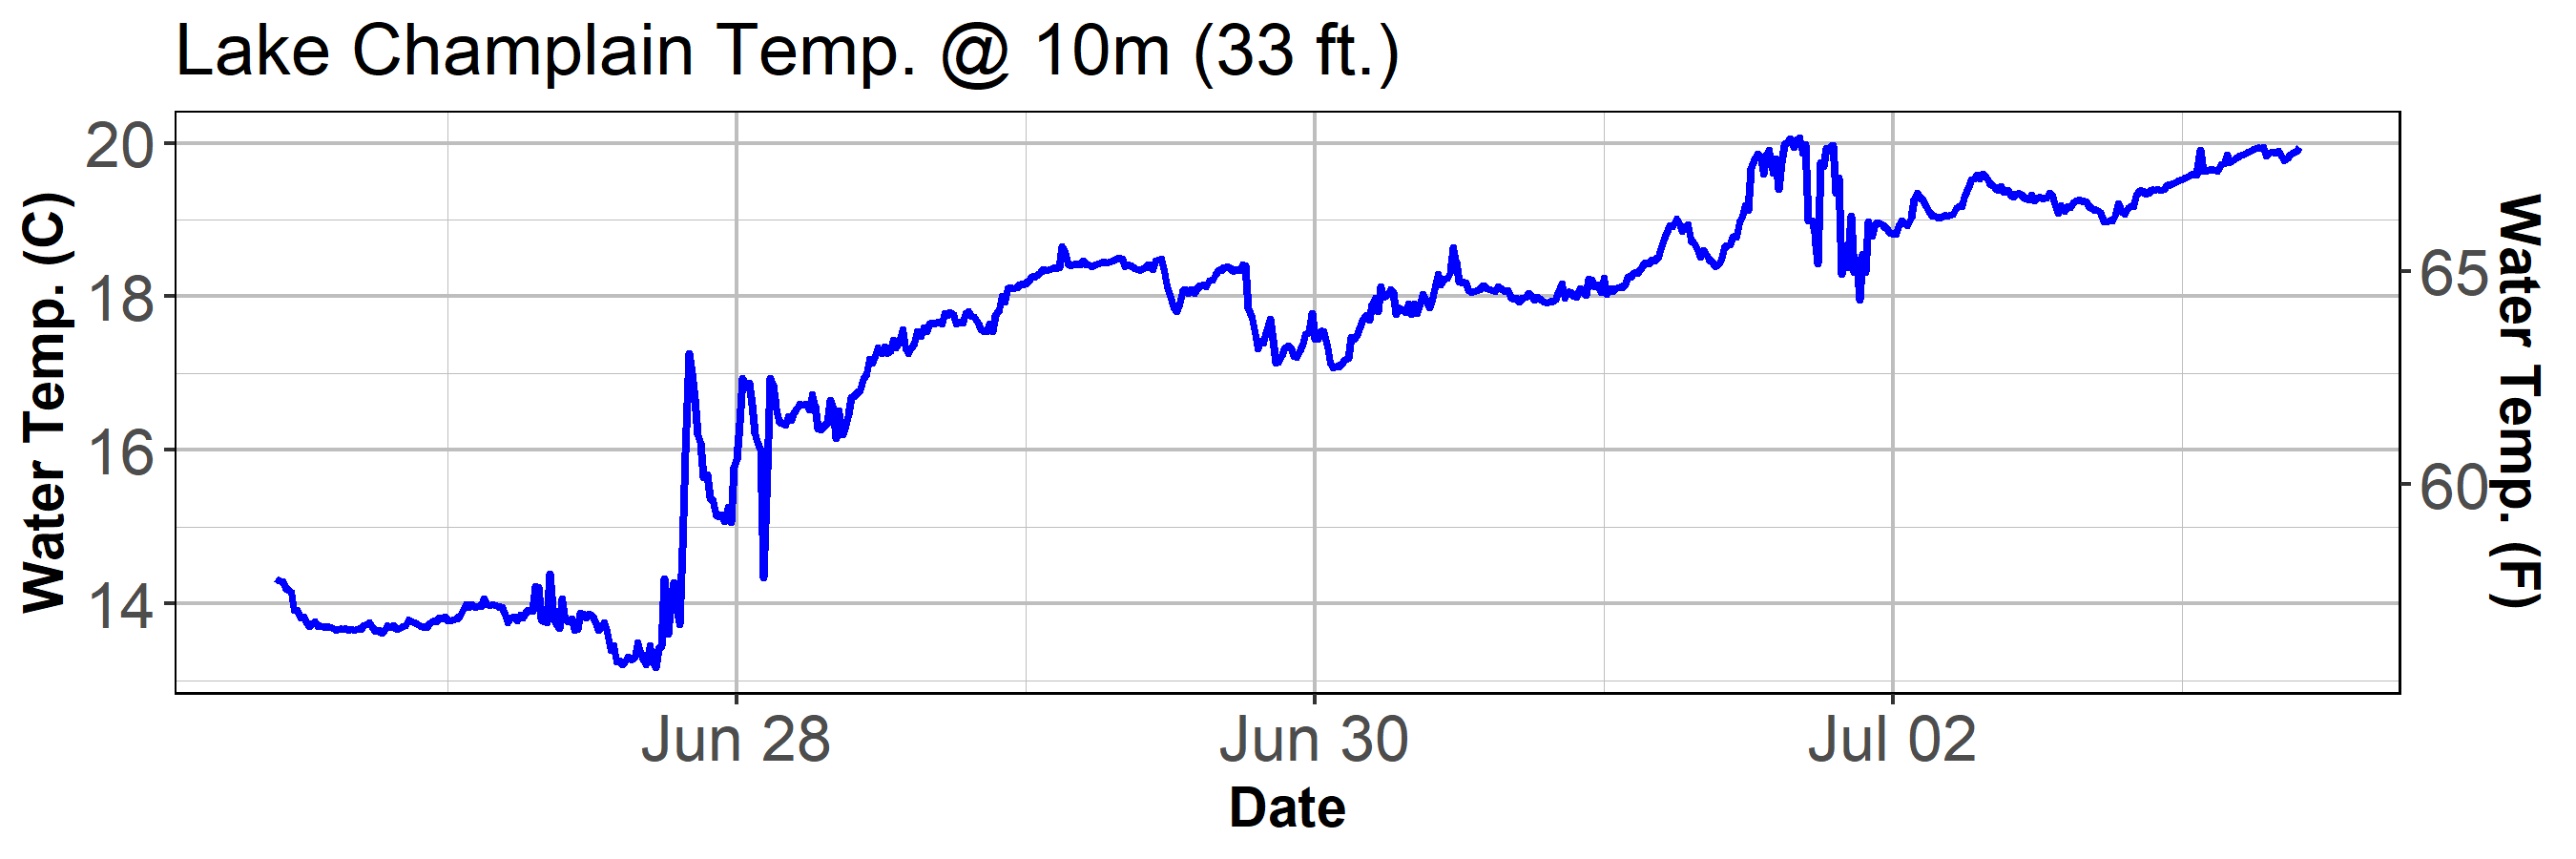 Lake Champlain Temp. @ 10m (33 ft.)
Water Temp. (C)
20
18
16
14
65
60
Water Temp. (F)
Jun 28
Jun 30
Jul 02
Date